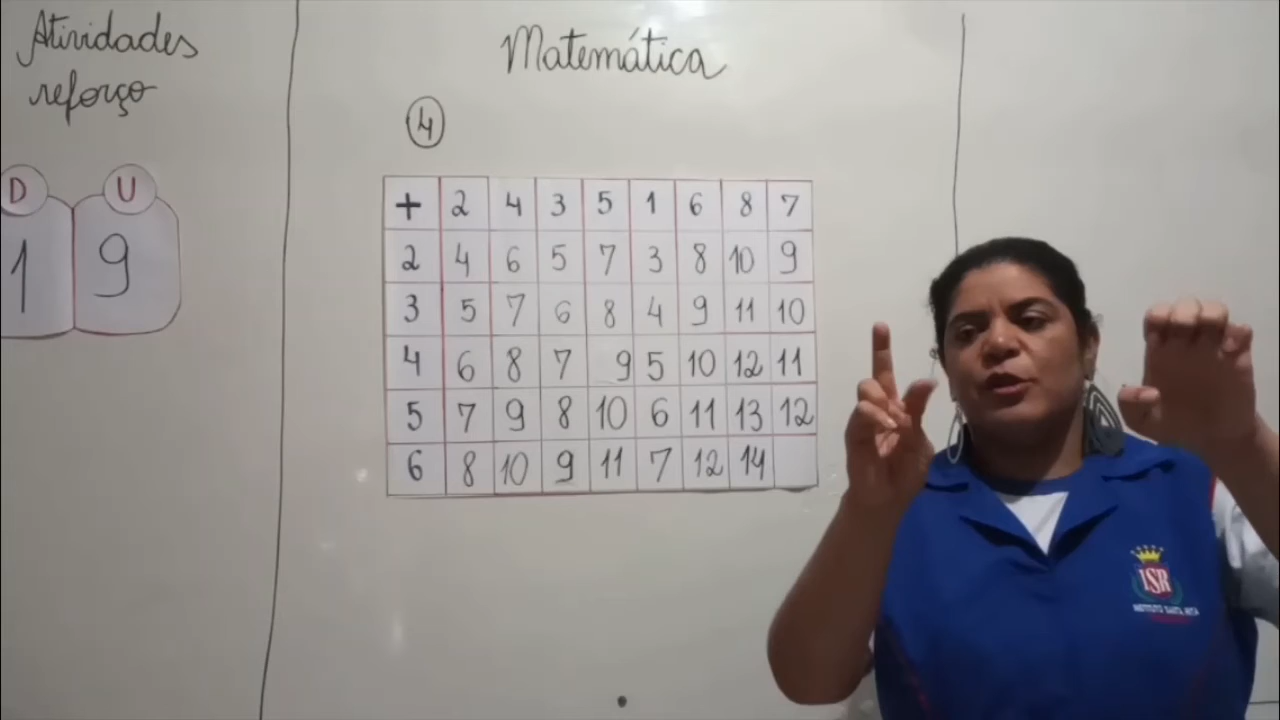 Atividades
reforço
D U
1 9
Matemática
4
+ 2 4 3 5 1 6 8 7
2 4 6 5 7 3 8 10 9
3 5 7 6 8 4 9 11 10
4 6 8 7 9 5 10 12 11
5 7 9 8 10 6 11 13 12
6 8 10 9 11 7 12 14
ISR
INSTITUTO SANTA RITA